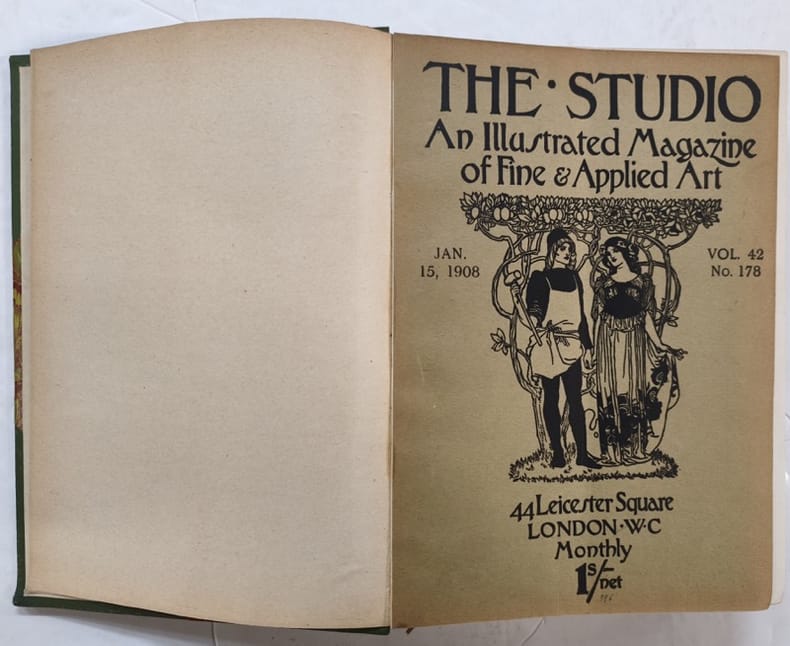 THE · STUDIO
An Illustrated Magazine
of Fine & Applied Art
JAN.
15, 1908
VOL. 42
No. 178
44 Leicester Square
LONDON · W · C
Monthly
1s/- net